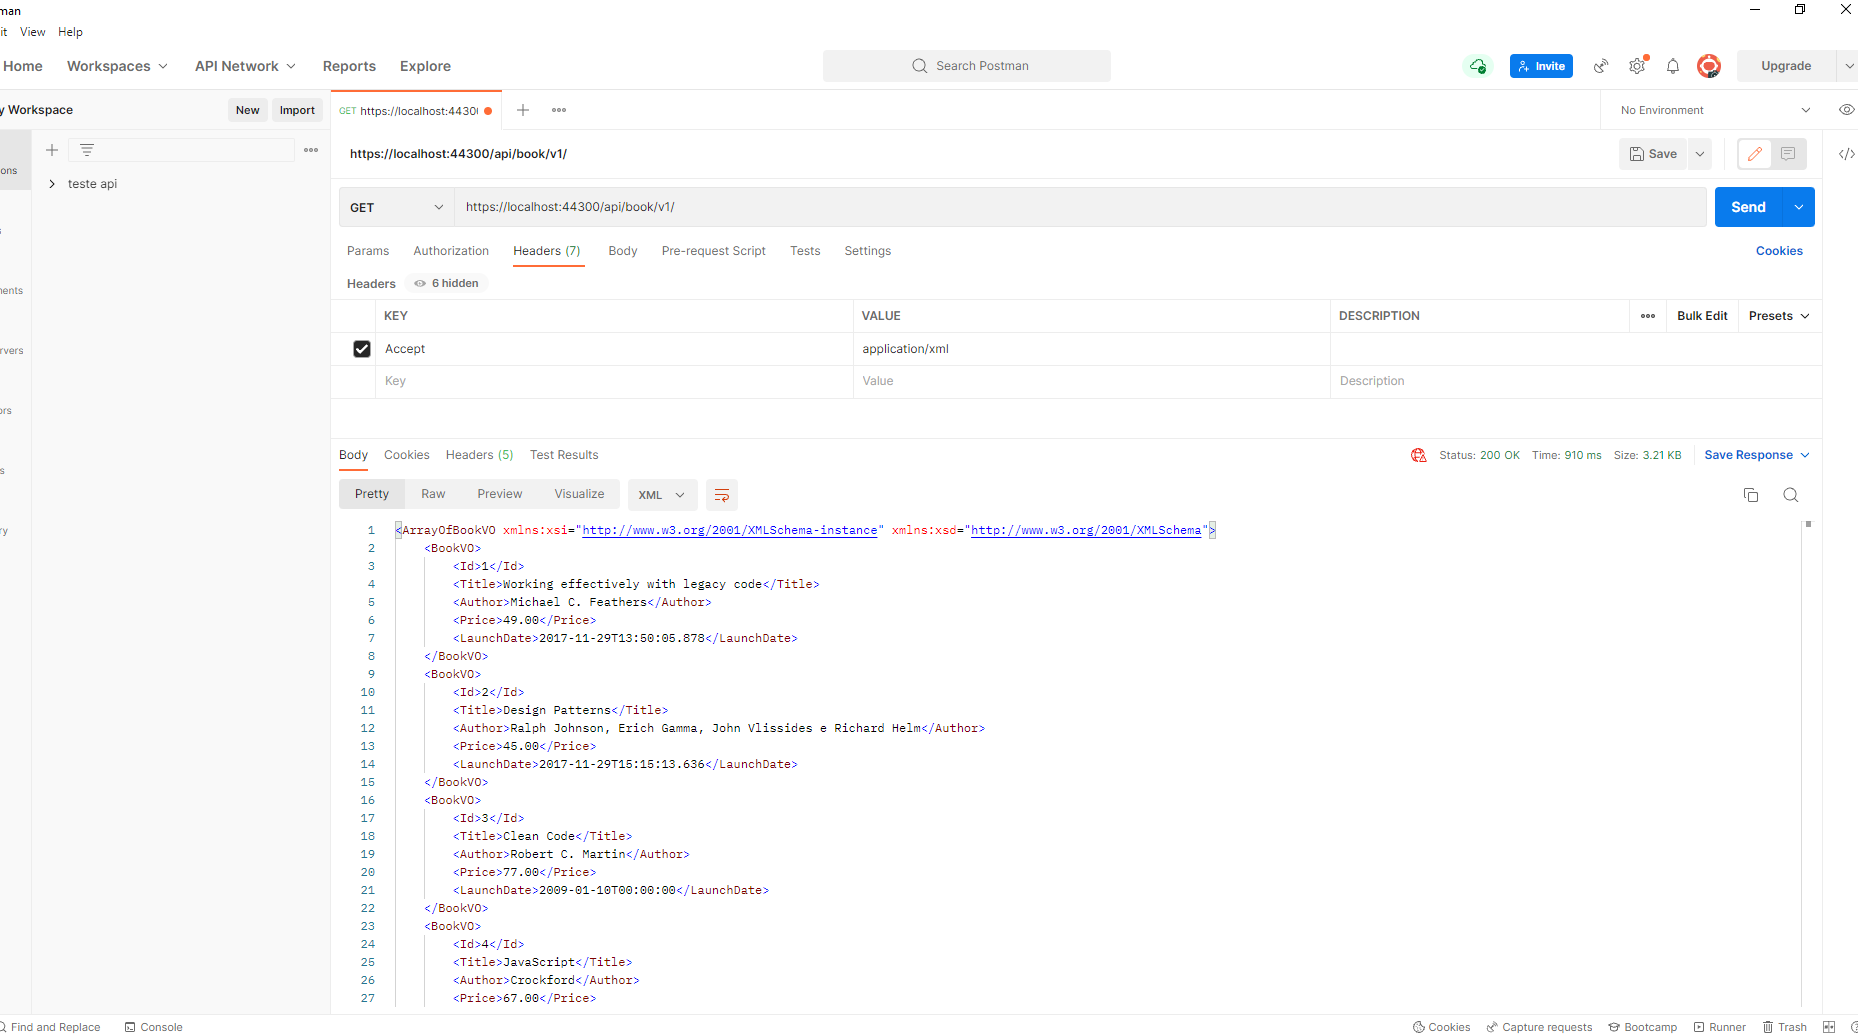 man
it View Help
Home Workspaces API Network Reports Explore Search Postman Invite Upgrade
y Workspace New Import GET https://localhost:4430 No Environment
https://localhost:44300/api/book/v1/ Save
ons
teste api
GET https://localhost:44300/api/book/v1/ Send
s
Params Authorization Headers (7) Body Pre-request Script Tests Settings Cookies
Headers 6 hidden
nents
KEY VALUE DESCRIPTION Bulk Edit Presets
Accept application/xml
rvers
Key Value Description
ors
Body Cookies Headers (5) Test Results Status: 200 OK Time: 910 ms Size: 3.21 KB Save Response
s
Pretty Raw Preview Visualize XML
ry
1 <ArrayOfBookVO xmlns:xsi="http://www.w3.org/2001/XMLSchema-instance" xmlns:xsd="http://www.w3.org/2001/XMLSchema">
2 <BookVO>
3 <Id>1</Id>
4 <Title>Working effectively with legacy code</Title>
5 <Author>Michael C. Feathers</Author>
6 <Price>49.00</Price>
7 <LaunchDate>2017-11-29T13:50:05.878</LaunchDate>
8 </BookVO>
9 <BookVO>
10 <Id>2</Id>
11 <Title>Design Patterns</Title>
12 <Author>Ralph Johnson, Erich Gamma, John Vlissides e Richard Helm</Author>
13 <Price>45.00</Price>
14 <LaunchDate>2017-11-29T15:15:13.636</LaunchDate>
15 </BookVO>
16 <BookVO>
17 <Id>3</Id>
18 <Title>Clean Code</Title>
19 <Author>Robert C. Martin</Author>
20 <Price>77.00</Price>
21 <LaunchDate>2009-01-10T00:00:00</LaunchDate>
22 </BookVO>
23 <BookVO>
24 <Id>4</Id>
25 <Title>JavaScript</Title>
26 <Author>Crockford</Author>
27 <Price>67.00</Price>
Find and Replace Console Cookies Capture requests Bootcamp Runner Trash